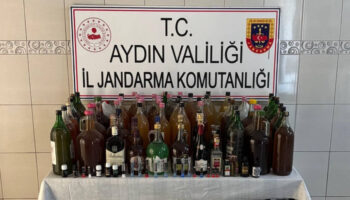 T.C.
AYDIN VALİLİĞİ
İL JANDARMA KOMUTANLIĞI